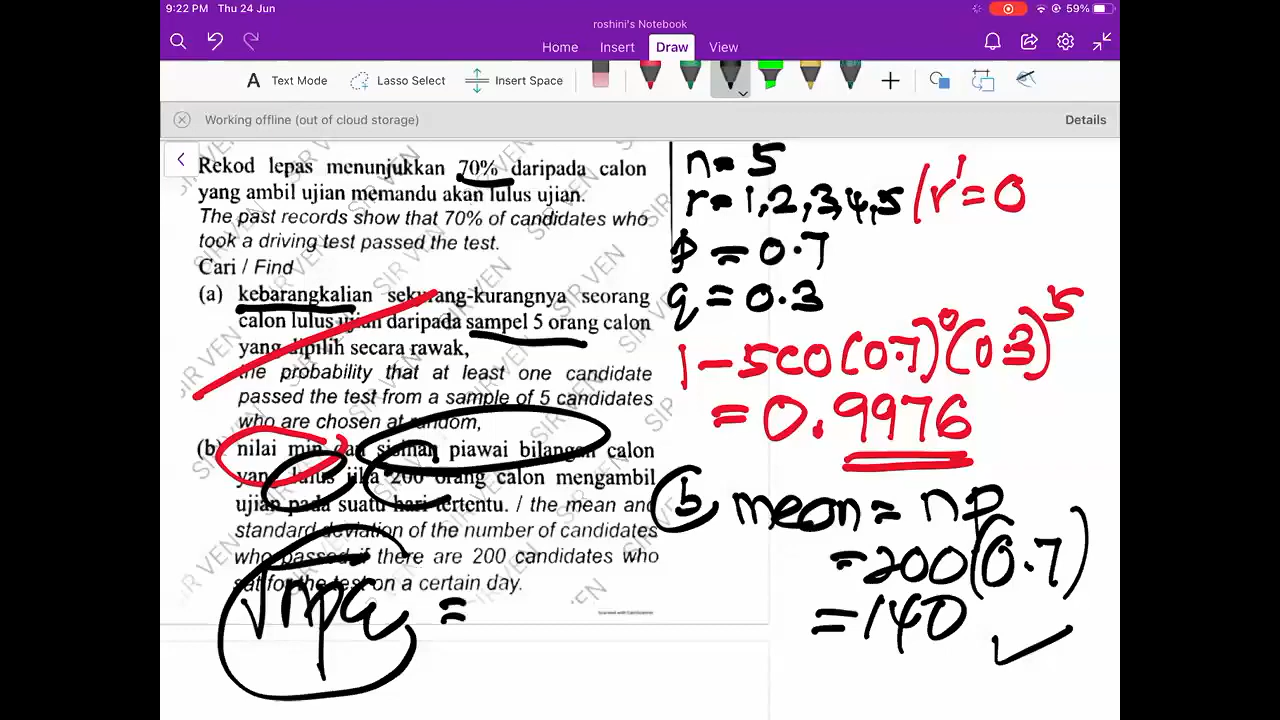 9:22 PM Thu 24 Jun
59%
roshini's Notebook
Home Insert Draw View
Text Mode Lasso Select Insert Space
Working offline (out of cloud storage) Details
Rekod lepas menunjukkan 70% daripada calon
yang ambil ujian memandu akan lulus ujian.
The past records show that 70% of candidates who
took a driving test passed the test.
Cari / Find
(a) kebarangkalian sekurang-kurangnya seorang
calon lulus ujian daripada sampel 5 orang calon
yang dipilih secara rawak,
the probability that at least one candidate
passed the test from a sample of 5 candidates
who are chosen at random,
(b) nilai min dan sisihan piawai bilangan calon
yang lulus jika 200 orang calon mengambil
ujian pada suatu hari tertentu. / the mean and
standard deviation of the number of candidates
who passed if there are 200 candidates who
sat for the test on a certain day.
√npq =
n = 5
r = 1,2,3,4,5 / r' = 0
p = 0.7
q = 0.3
1 - 5C0 (0.7)⁰ (0.3)⁵
= 0.9976
b mean = np
= 200(0.7)
= 140
SIR VEN